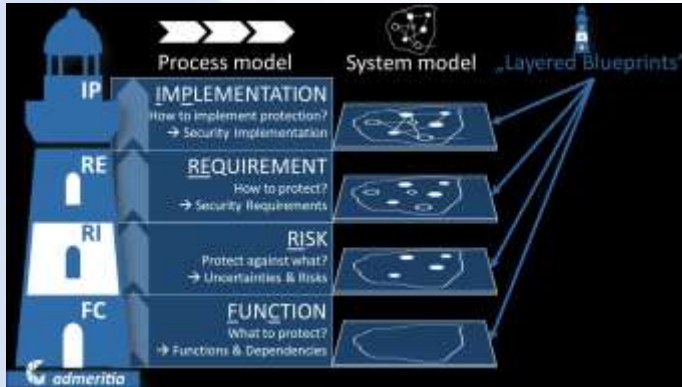 Process model
System model
„Layered Blueprints“
IP
IMPLEMENTATION
How to implement protection?
→ Security Implementation
RE
REQUIREMENT
How to protect?
→ Security Requirements
RI
RISK
Protect against what?
→ Uncertainties & Risks
FC
FUNCTION
What to protect?
→ Functions & Dependencies
admeritia